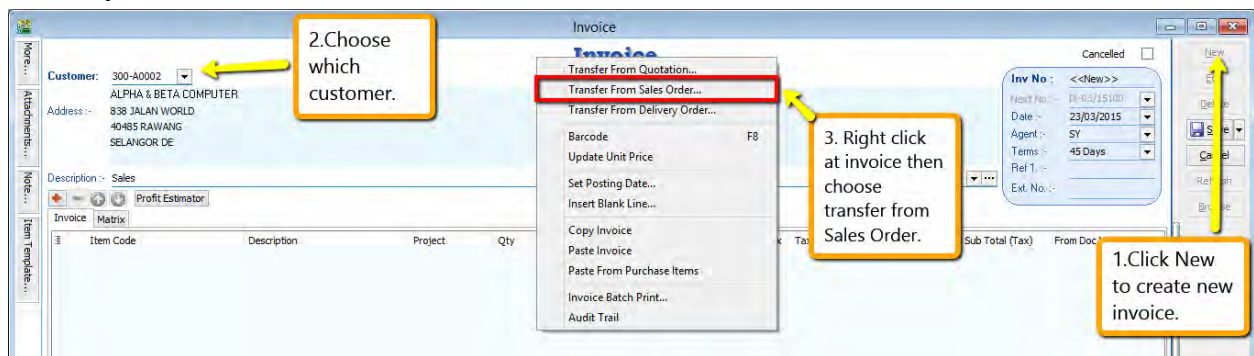 Invoice
More...
Attachments...
Note...
Item Template...
2.Choose
which
customer.
Invoice
Cancelled
Customer: 300-A0002
ALPHA & BETA COMPUTER
Address :- 838 JALAN WORLD
40485 RAWANG
SELANGOR DE
Description :- Sales
Profit Estimator
Invoice Matrix
Item Code Description Project Qty
Sub Total (Tax) From Doc
Transfer From Quotation...
Transfer From Sales Order...
Transfer From Delivery Order...
Barcode F8
Update Unit Price
Set Posting Date...
Insert Blank Line...
Copy Invoice
Paste Invoice
Paste From Purchase Items
Invoice Batch Print...
Audit Trail
3. Right click
at invoice then
choose
transfer from
Sales Order.
Inv No : <<New>>
Next No :-
Date :- 23/03/2015
Agent :- SY
Terms :- 45 Days
Ref 1. :-
Ext. No. :-
New
Cancel
Refresh
Browse
1.Click New
to create new
invoice.